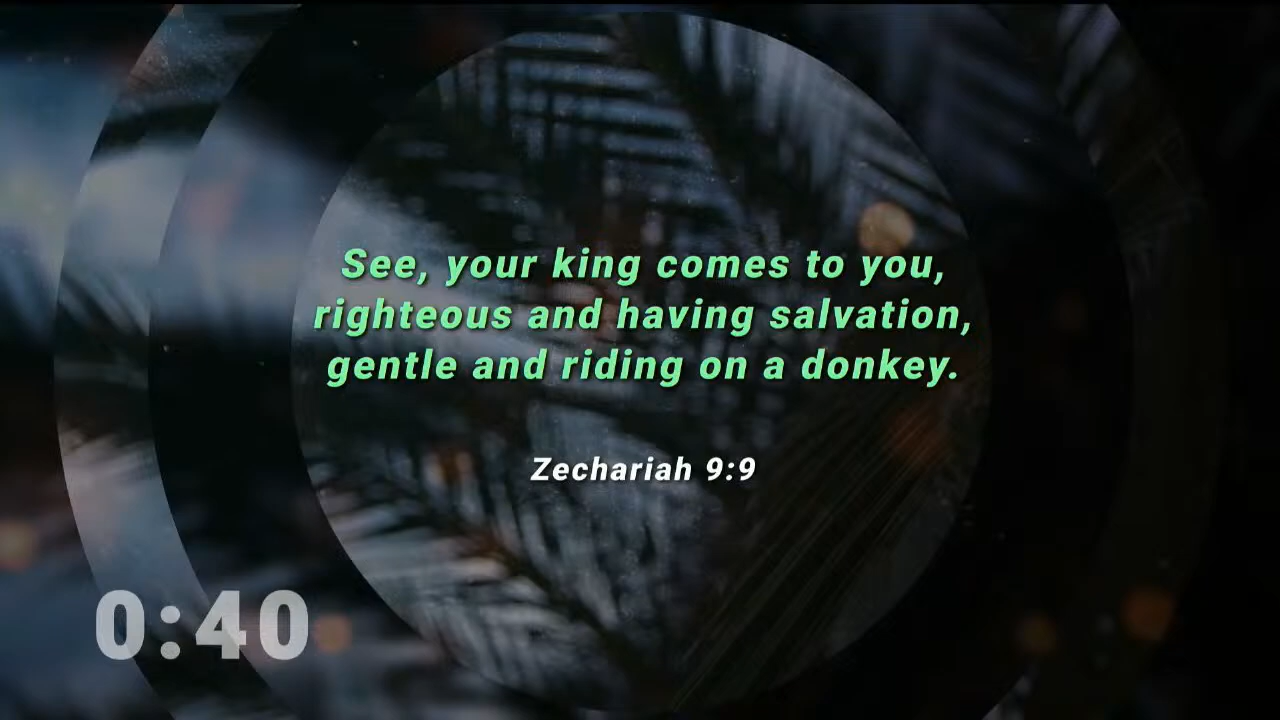 See, your king comes to you,
righteous and having salvation,
gentle and riding on a donkey.
Zechariah 9:9
0:40